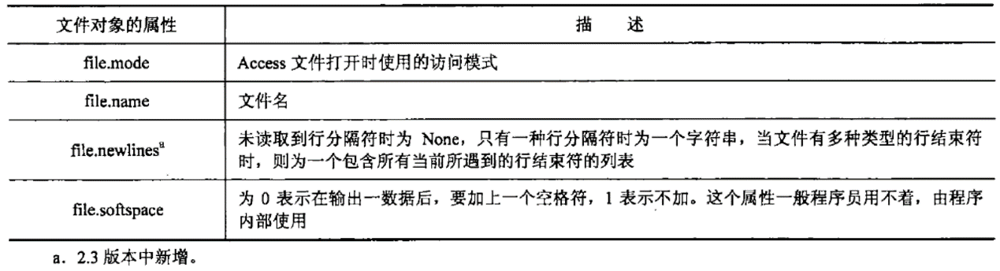 文件对象的属性 描 述
file.mode Access 文件打开时使用的访问模式
file.name 文件名
file.newlinesᵃ 未读取到行分隔符时为 None，只有一种行分隔符时为一个字符串，当文件有多种类型的行结束符
时，则为一个包含所有当前所遇到的行结束符的列表
file.softspace 为 0 表示在输出一数据后，要加上一个空格符，1 表示不加。这个属性一般程序员用不着，由程序
内部使用
a．2.3 版本中新增。